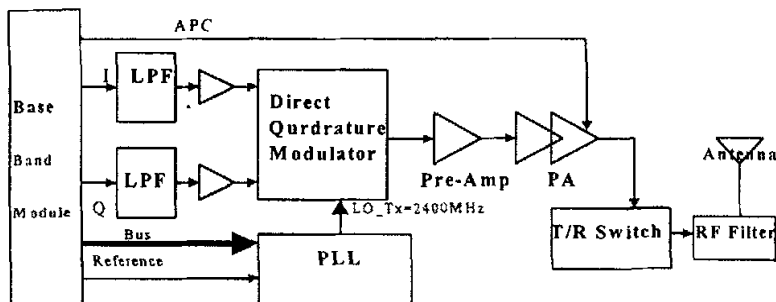 APC
I
LPF
Base
Band
Module
Direct
Qurdrature
Modulator
Pre-Amp
PA
Antenna
LPF
Q
LO_Tx=2400MHz
Bus
Reference
PLL
T/R Switch
RF Filter